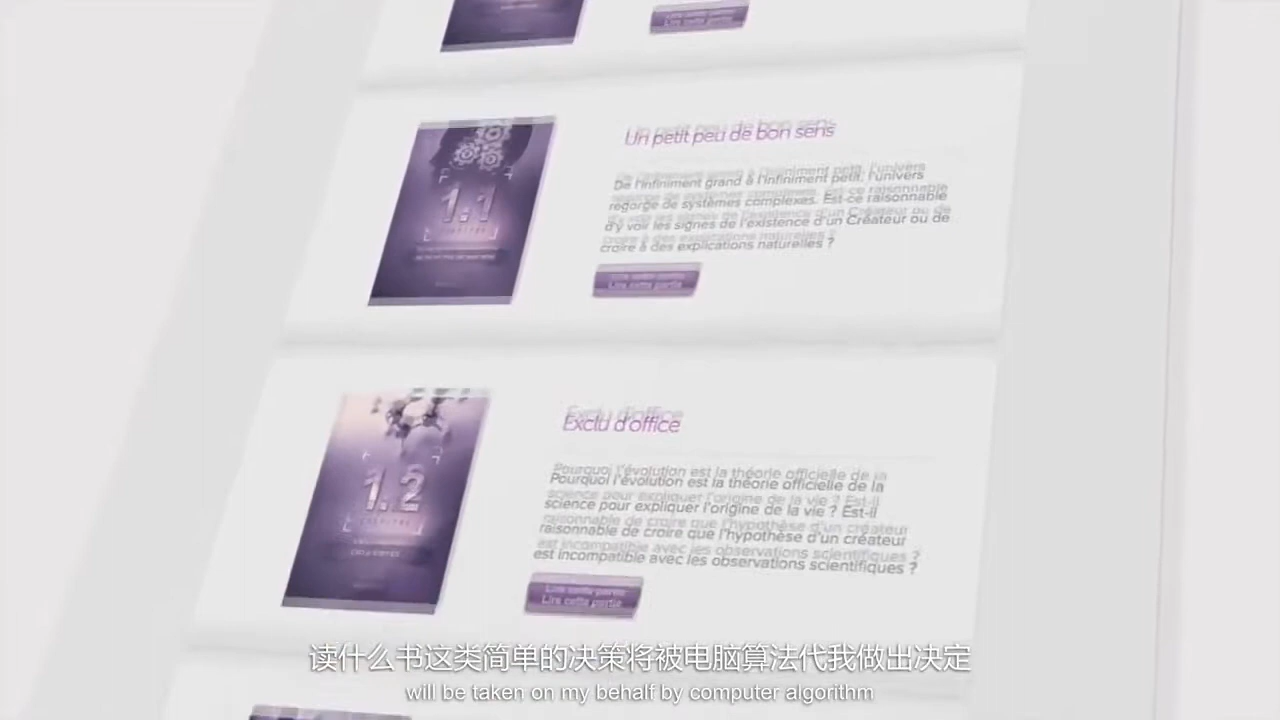 Lire cette partie
Un petit peu de bon sens
De l'infiniment grand à l'infiniment petit, l'univers
regorge de systèmes complexes. Est-ce raisonnable
d'y voir les signes de l'existence d'un Créateur ou de
croire à des explications naturelles ?
1.1
Lire cette partie
Exclu d'office
Pourquoi l'évolution est la théorie officielle de la
science pour expliquer l'origine de la vie ? Est-il
raisonnable de croire que l'hypothèse d'un créateur
est incompatible avec les observations scientifiques ?
1.2
CHAPITRE
Lire cette partie
读什么书这类简单的决策将被电脑算法代我做出决定
will be taken on my behalf by computer algorithm